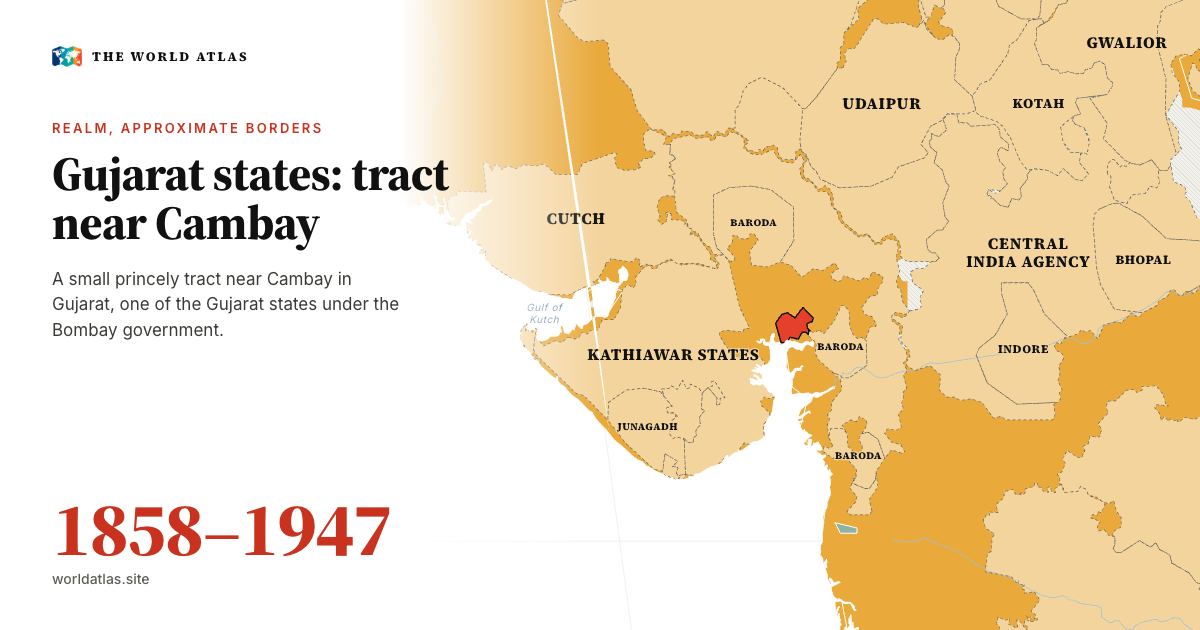 THE WORLD ATLAS
REALM, APPROXIMATE BORDERS
Gujarat states: tract
near Cambay
A small princely tract near Cambay in
Gujarat, one of the Gujarat states under the
Bombay government.
1858–1947
worldatlas.site
GWALIOR
UDAIPUR
KOTAH
CUTCH
BARODA
CENTRAL
INDIA AGENCY
BHOPAL
Gulf of
Kutch
KATHIAWAR STATES
BARODA
INDORE
JUNAGADH
BARODA